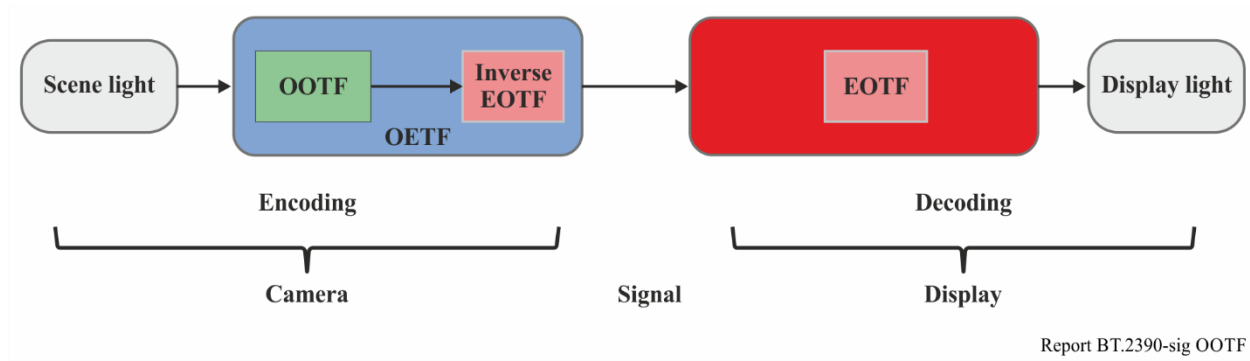 Scene light
OOTF
Inverse
EOTF
OETF
EOTF
Display light
Encoding
Decoding
Camera
Signal
Display
Report BT.2390-sig OOTF